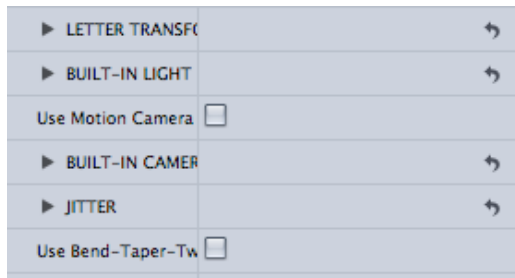 LETTER TRANSF(
BUILT-IN LIGHT
Use Motion Camera
BUILT-IN CAMER
JITTER
Use Bend-Taper-Tw